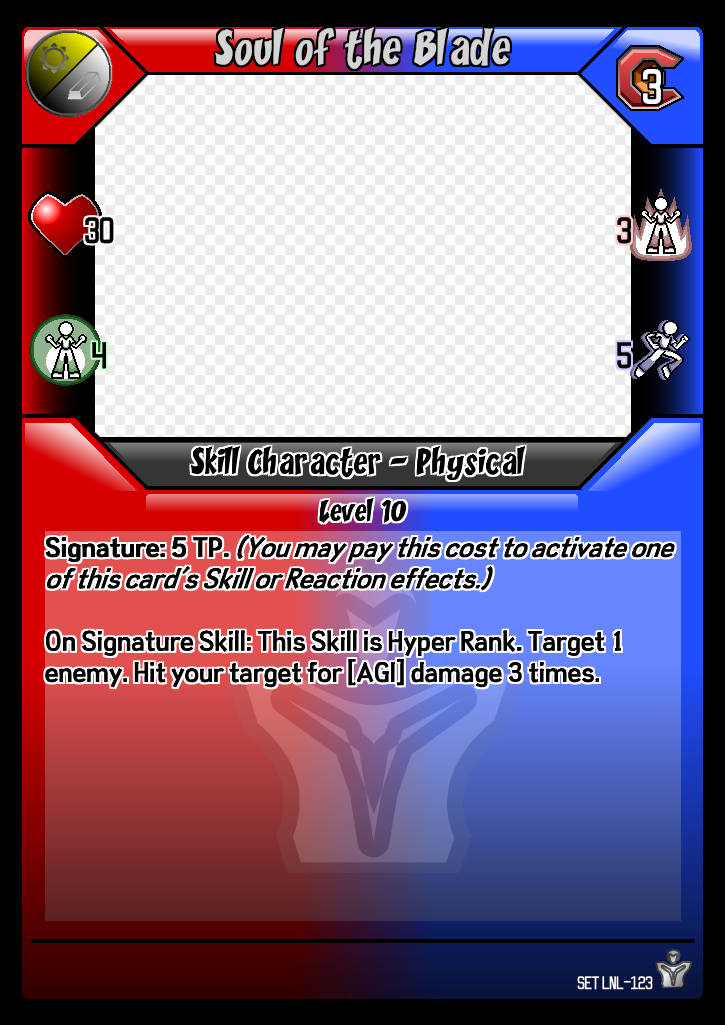 Soul of the Blade
3
30
3
4
5
Skill Character - Physical
Level 10
Signature: 5 TP. (You may pay this cost to activate one
of this card's Skill or Reaction effects.)
On Signature Skill: This Skill is Hyper Rank. Target 1
enemy. Hit your target for [AGI] damage 3 times.
SET LNL-123